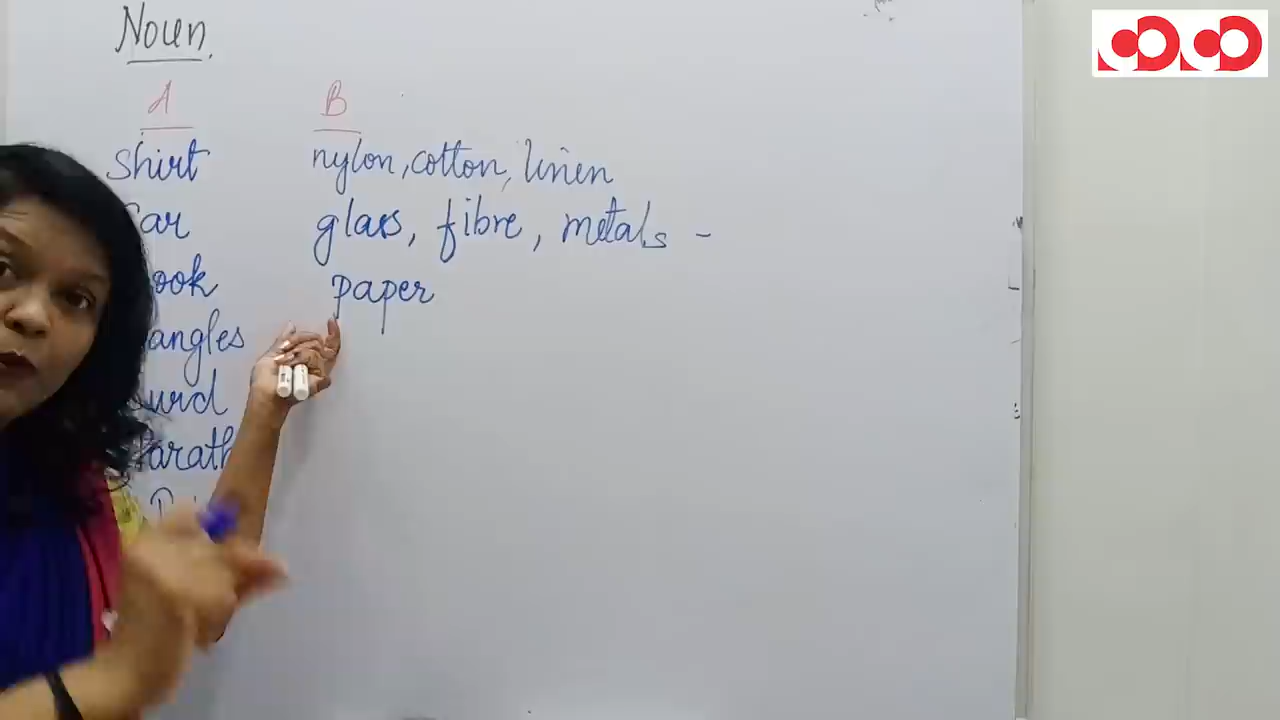 Noun.
A B
Shirt nylon, cotton, linen
ar glass, fibre, metals -
ook paper
angles
urd
arath